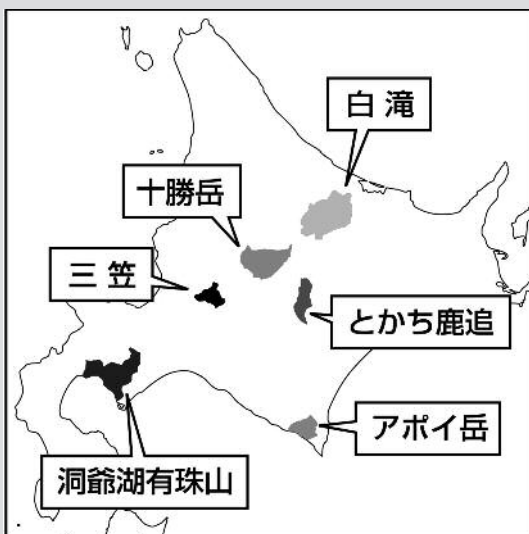 白滝
十勝岳
三笠
とかち鹿追
アポイ岳
洞爺湖有珠山